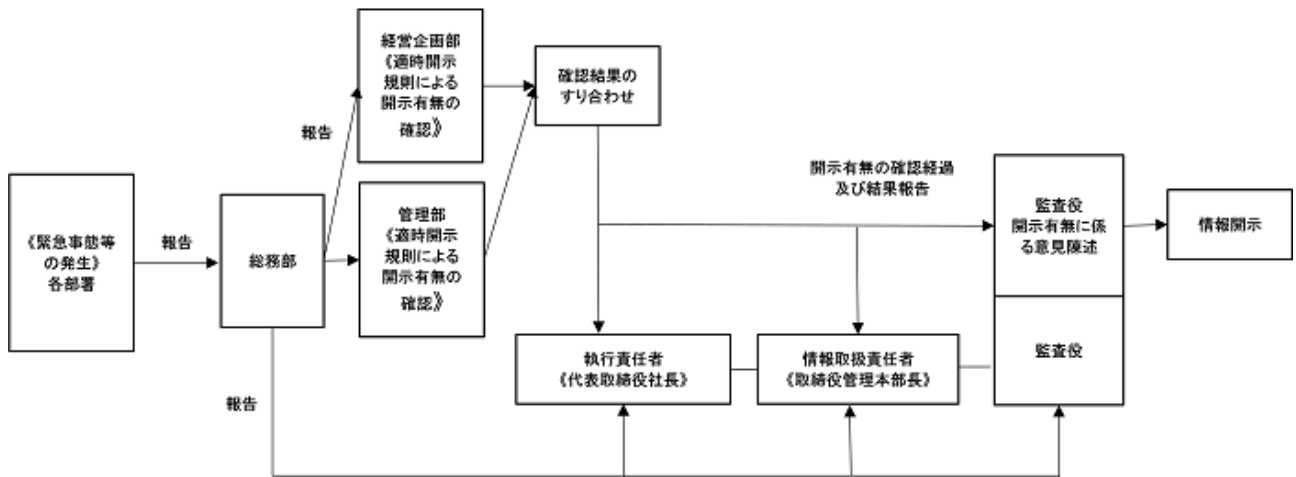 《緊急事態等
の発生》
各部署
報告
総務部
報告
経営企画部
《適時開示
規則による
開示有無の
確認》
管理部
《適時開示
規則による
開示有無の
確認》
確認結果の
すり合わせ
開示有無の確認経過
及び結果報告
監査役
開示有無に係
る意見陳述
情報開示
執行責任者
《代表取締役社長》
情報取扱責任者
《取締役管理本部長》
監査役
報告